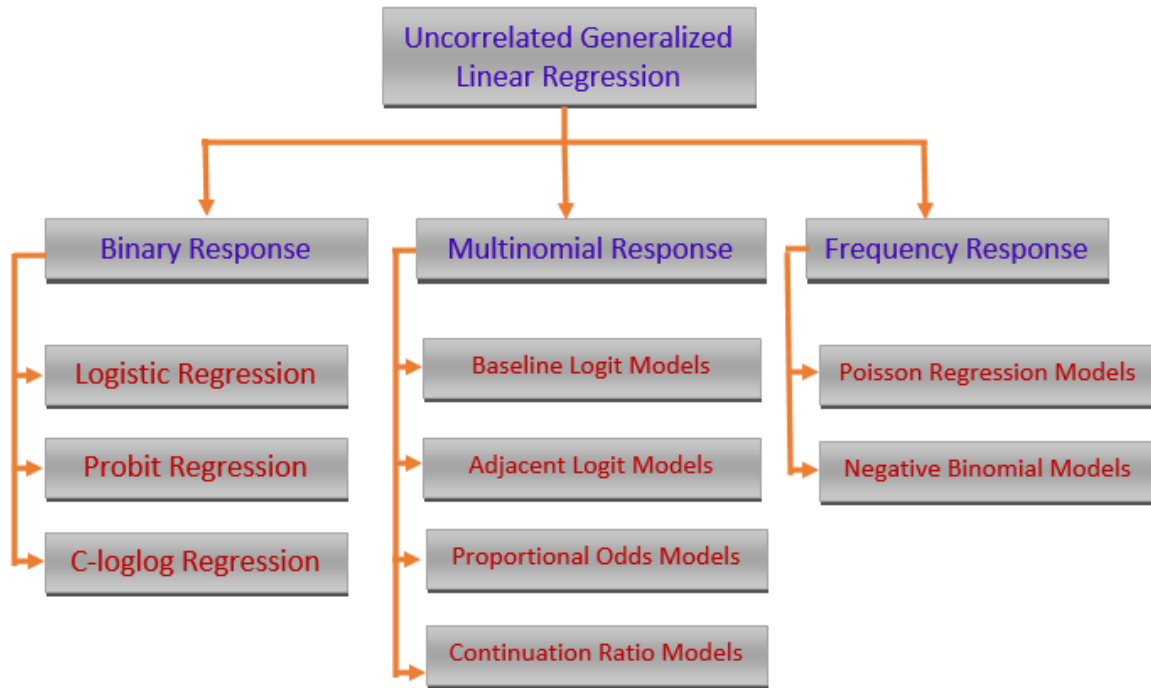 Uncorrelated Generalized
Linear Regression
Binary Response
Multinomial Response
Frequency Response
Logistic Regression
Probit Regression
C-loglog Regression
Baseline Logit Models
Adjacent Logit Models
Proportional Odds Models
Continuation Ratio Models
Poisson Regression Models
Negative Binomial Models